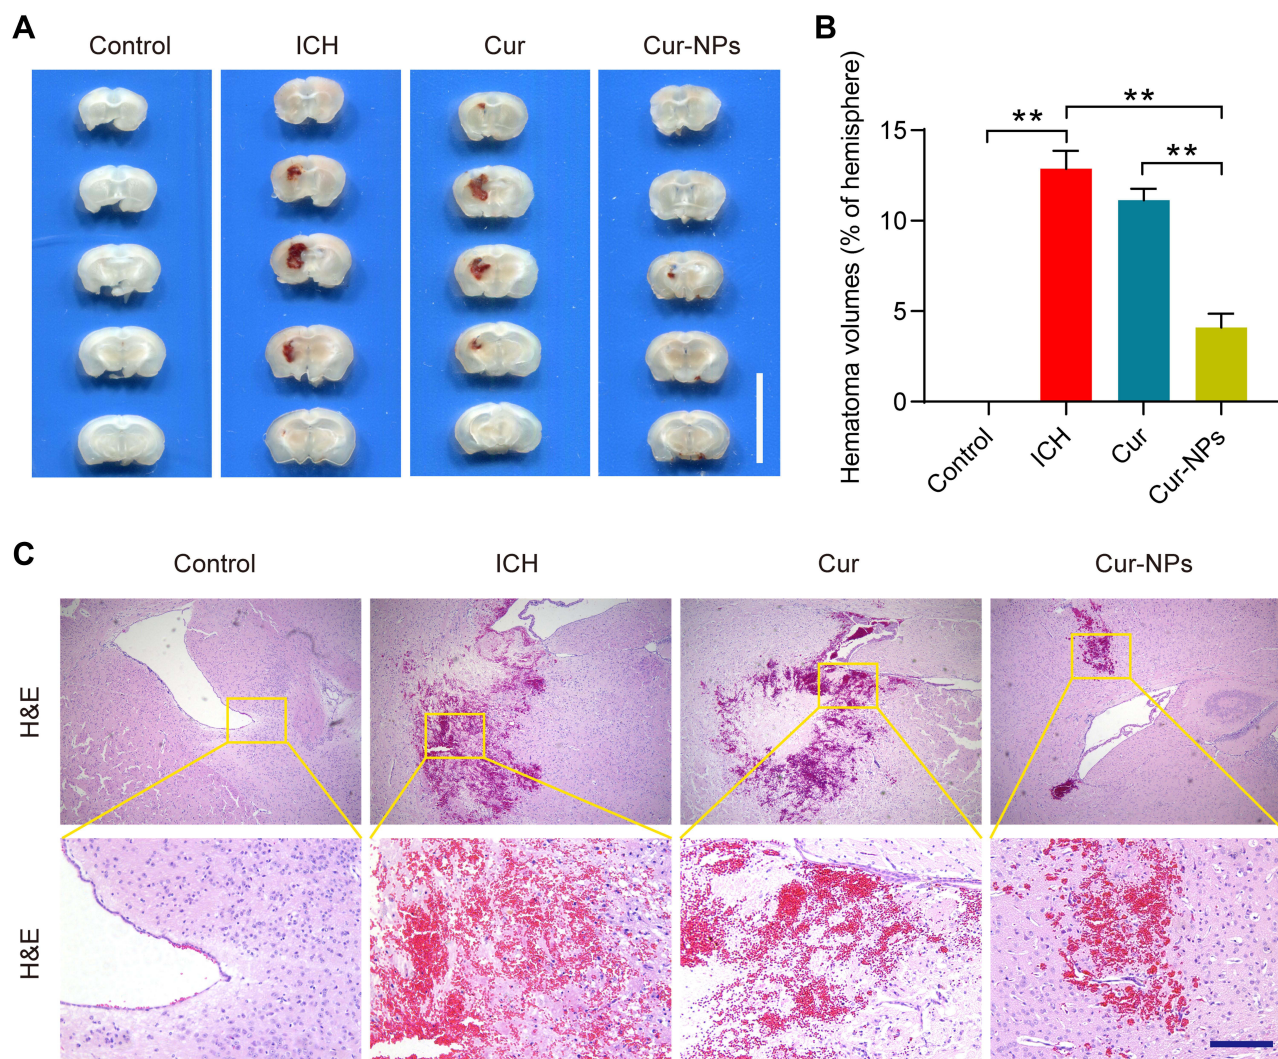 A
Control ICH Cur Cur-NPs
B
Hematoma volumes (% of hemisphere)
15
10
5
0
** ** **
Control ICH Cur Cur-NPs
C
Control ICH Cur Cur-NPs
H&E
H&E